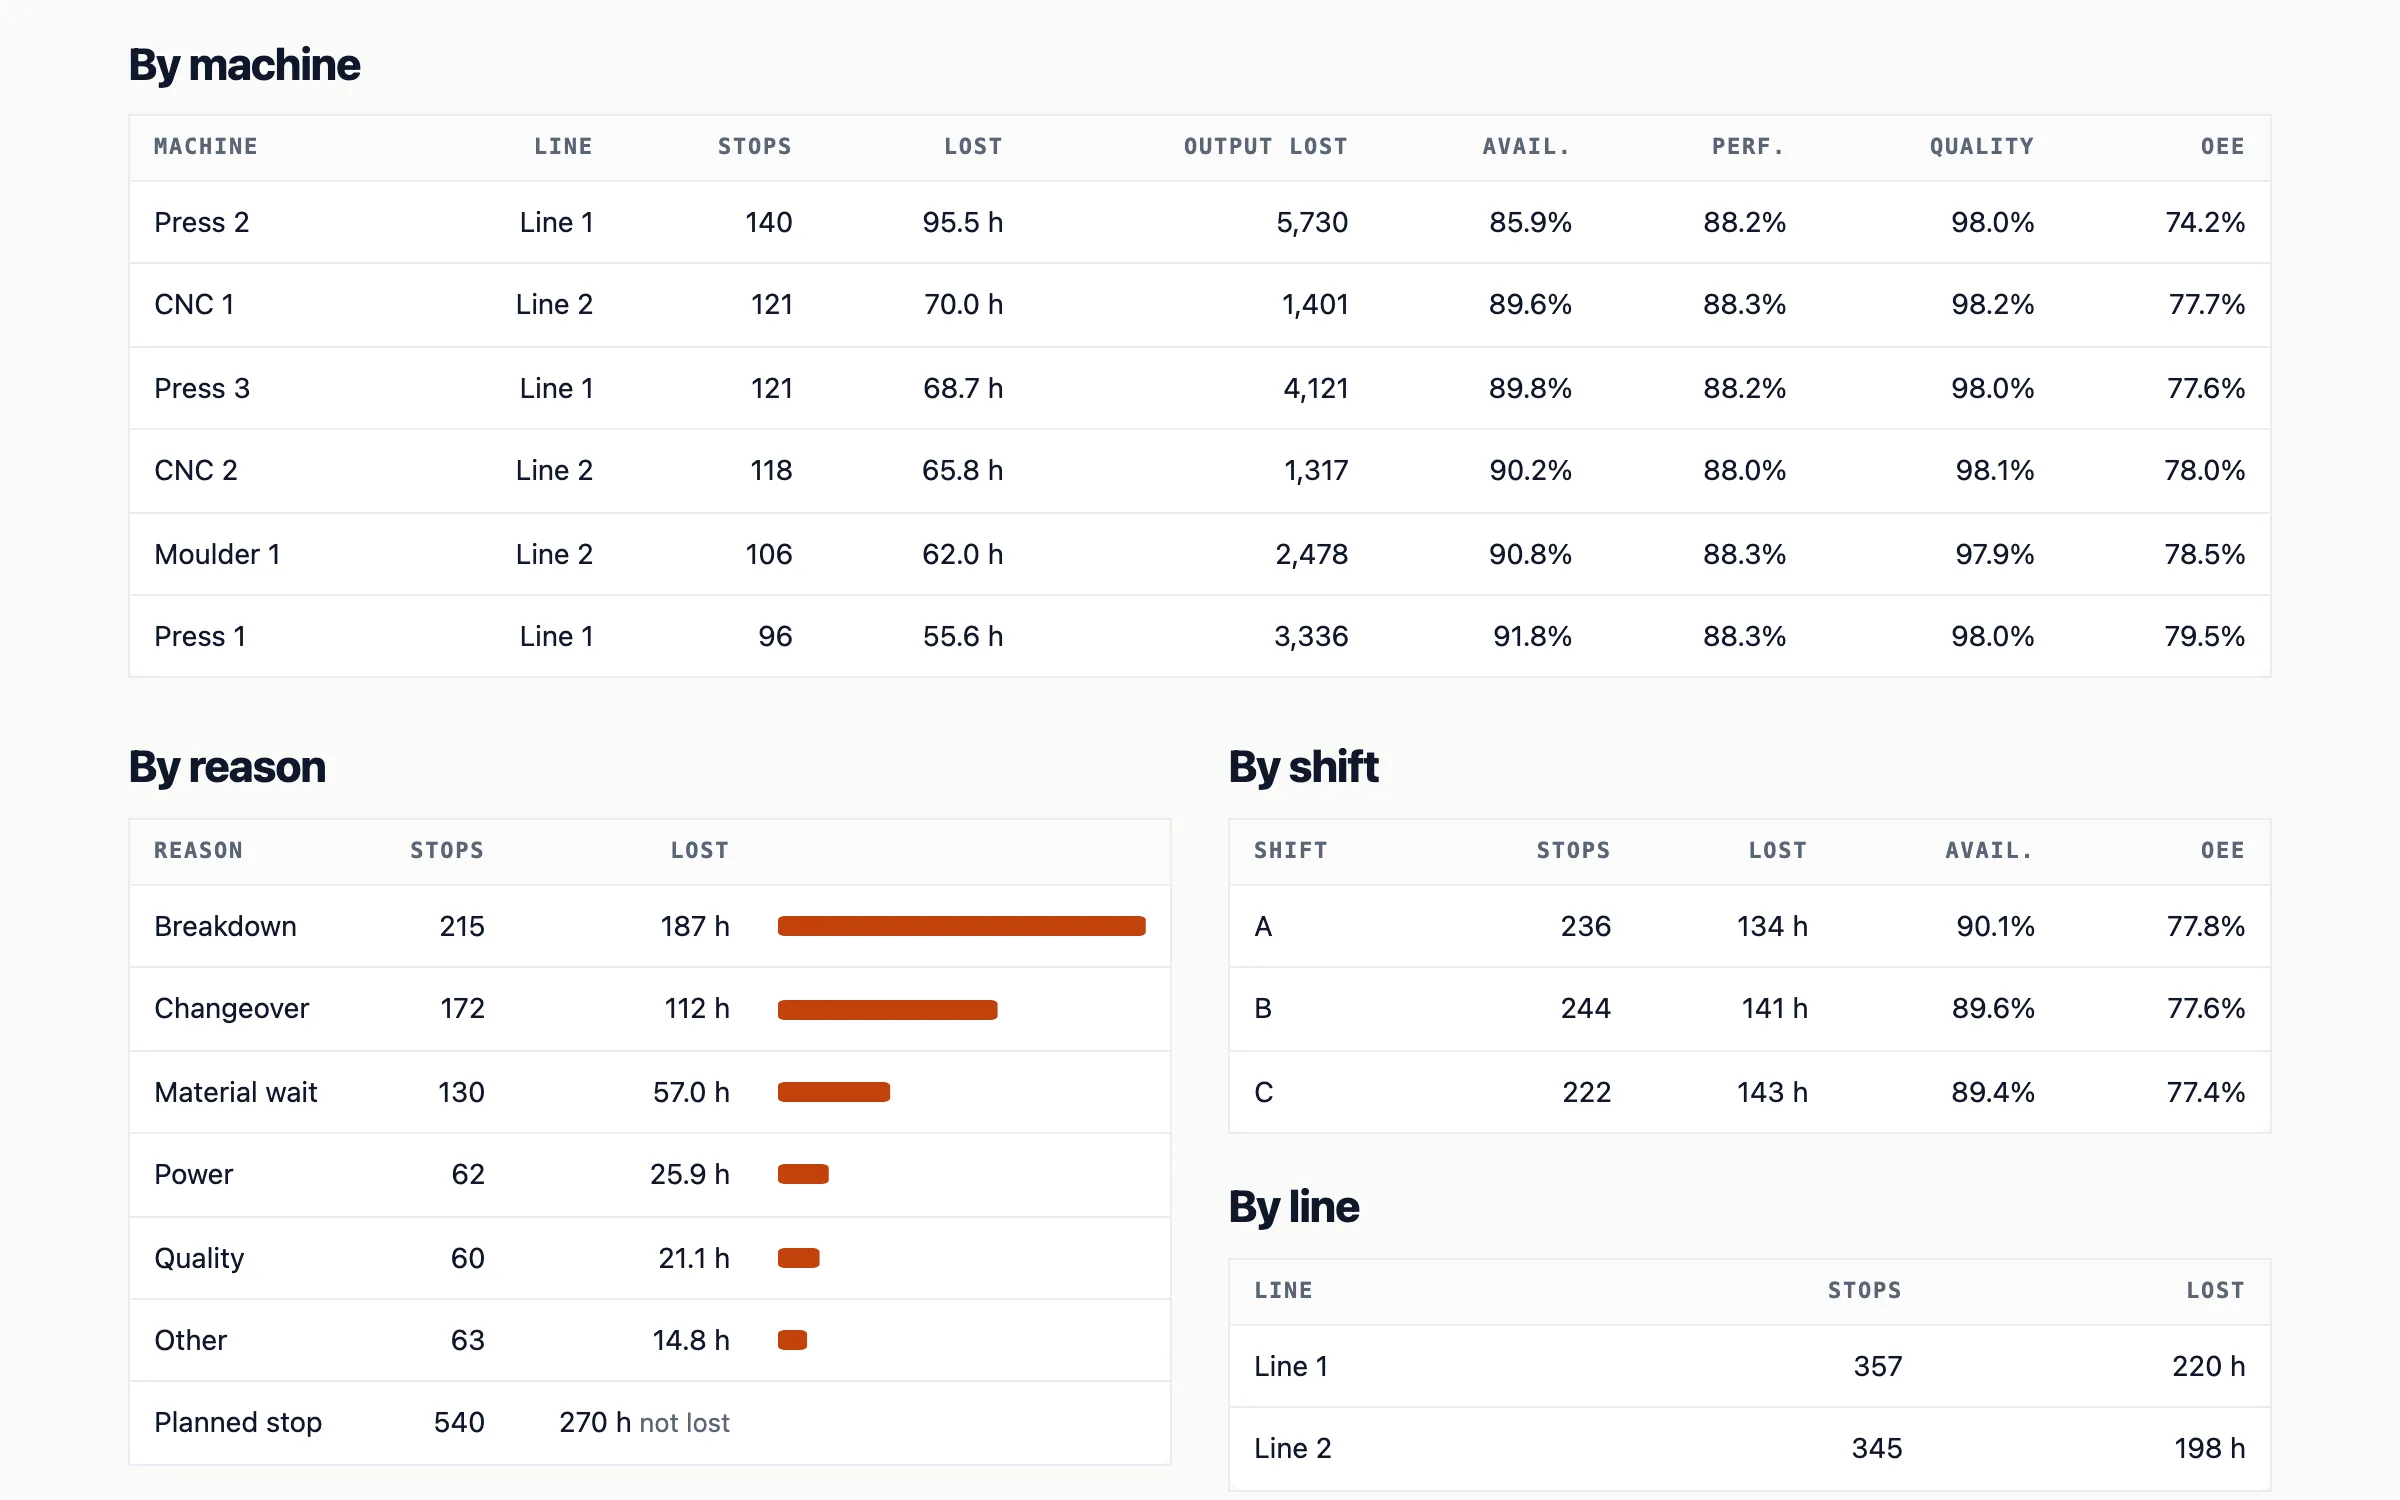 By machine
MACHINE LINE STOPS LOST OUTPUT LOST AVAIL. PERF. QUALITY OEE
Press 2 Line 1 140 95.5 h 5,730 85.9% 88.2% 98.0% 74.2%
CNC 1 Line 2 121 70.0 h 1,401 89.6% 88.3% 98.2% 77.7%
Press 3 Line 1 121 68.7 h 4,121 89.8% 88.2% 98.0% 77.6%
CNC 2 Line 2 118 65.8 h 1,317 90.2% 88.0% 98.1% 78.0%
Moulder 1 Line 2 106 62.0 h 2,478 90.8% 88.3% 97.9% 78.5%
Press 1 Line 1 96 55.6 h 3,336 91.8% 88.3% 98.0% 79.5%
By reason
REASON STOPS LOST
Breakdown 215 187 h
Changeover 172 112 h
Material wait 130 57.0 h
Power 62 25.9 h
Quality 60 21.1 h
Other 63 14.8 h
Planned stop 540 270 h not lost
By shift
SHIFT STOPS LOST AVAIL. OEE
A 236 134 h 90.1% 77.8%
B 244 141 h 89.6% 77.6%
C 222 143 h 89.4% 77.4%
By line
LINE STOPS LOST
Line 1 357 220 h
Line 2 345 198 h